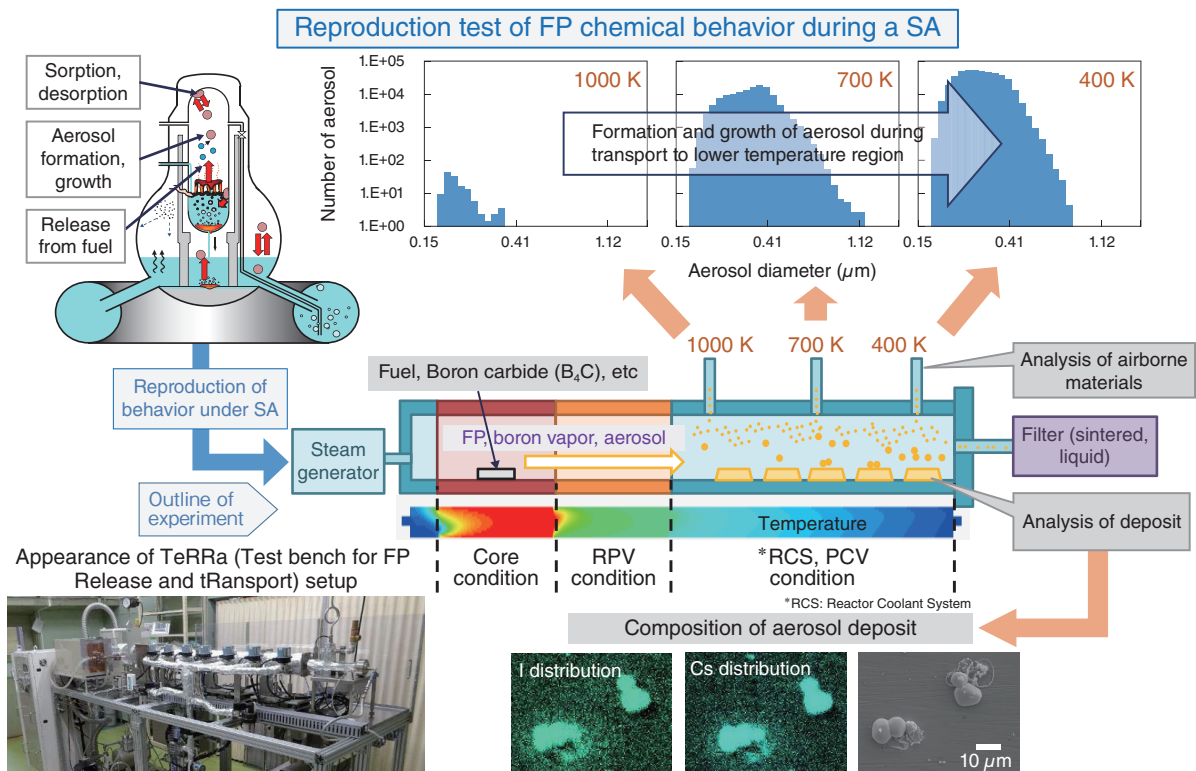 Reproduction test of FP chemical behavior during a SA
Sorption,
desorption
Aerosol
formation,
growth
Release
from fuel
Number of aerosol
1.E+05
1.E+04
1.E+03
1.E+02
1.E+01
1.E+00
1000 K
700 K
400 K
Formation and growth of aerosol during
transport to lower temperature region
0.15
0.41
1.12
0.15
0.41
1.12
0.15
0.41
1.12
Aerosol diameter (µm)
Reproduction of
behavior under SA
Outline of
experiment
Steam
generator
Fuel, Boron carbide (B₄C), etc
FP, boron vapor, aerosol
1000 K
700 K
400 K
Analysis of airborne
materials
Filter (sintered,
liquid)
Analysis of deposit
Temperature
Core
condition
RPV
condition
*RCS, PCV
condition
*RCS: Reactor Coolant System
Appearance of TeRRa (Test bench for FP
Release and tRansport) setup
Composition of aerosol deposit
I distribution
Cs distribution
10 µm